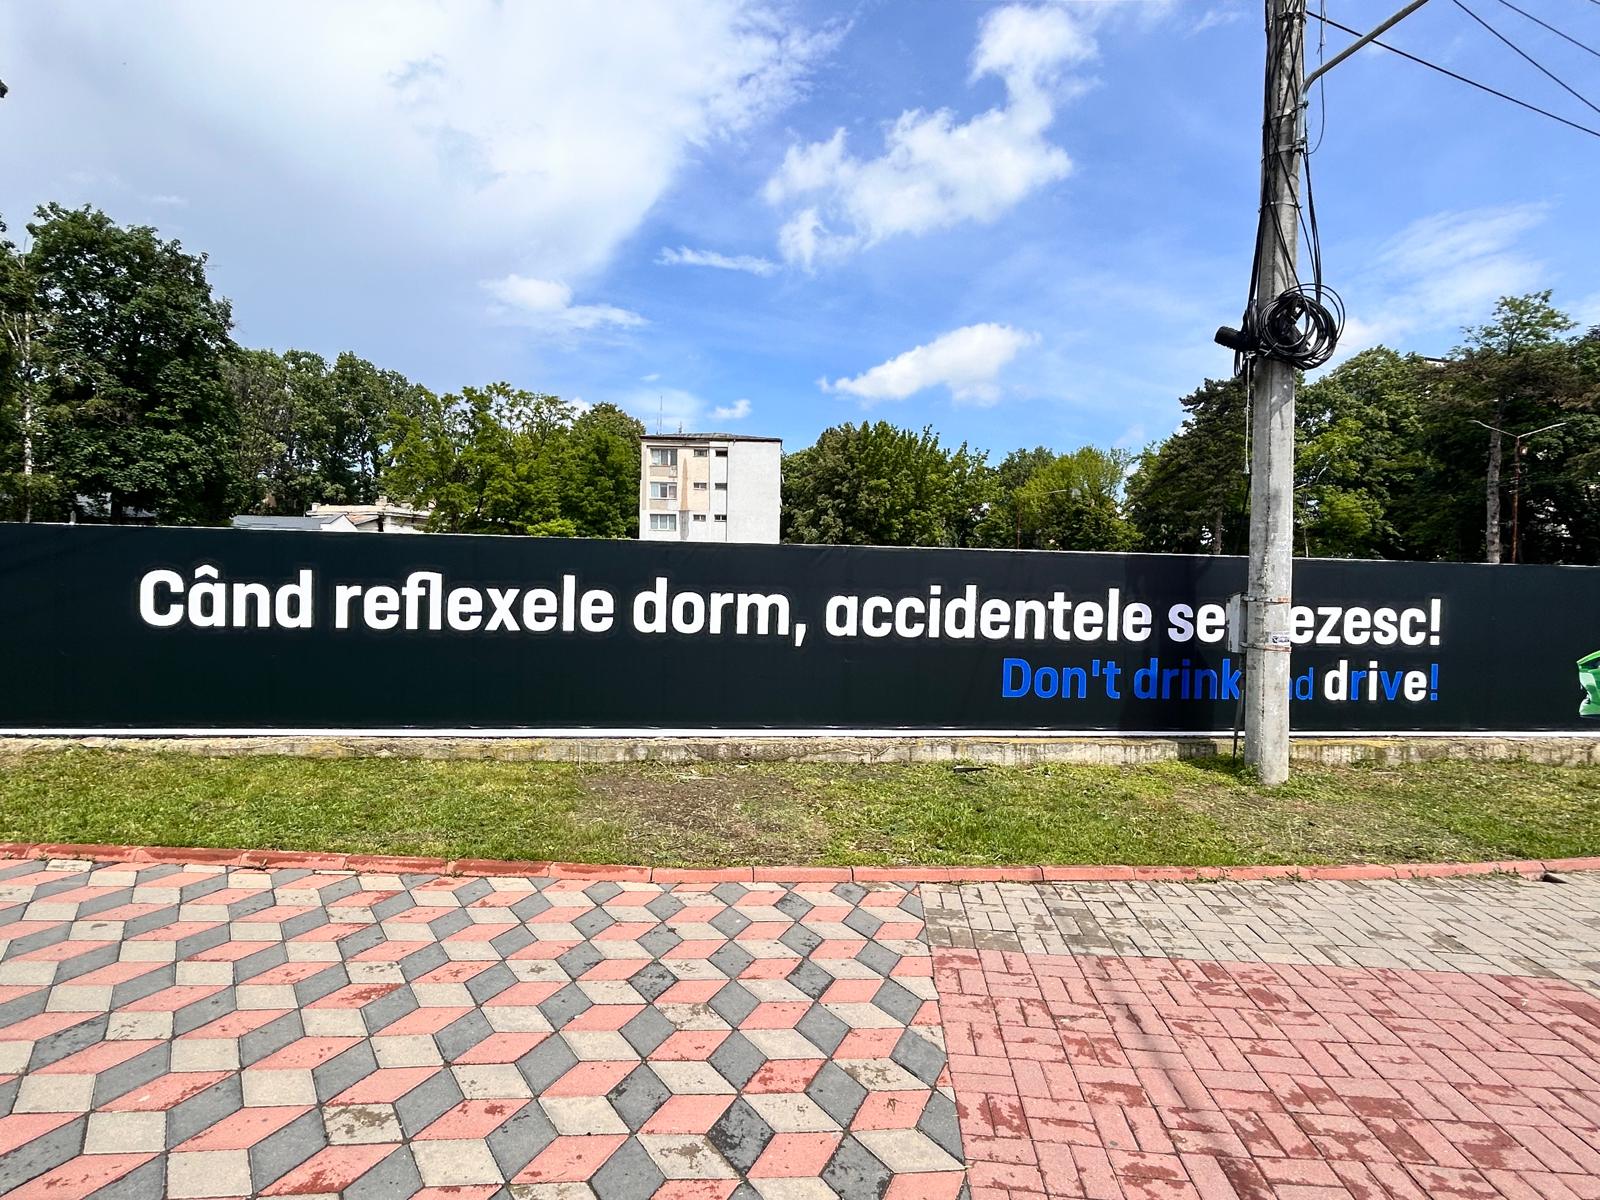 Când reflexele dorm, accidentele se
Don't drink drive!